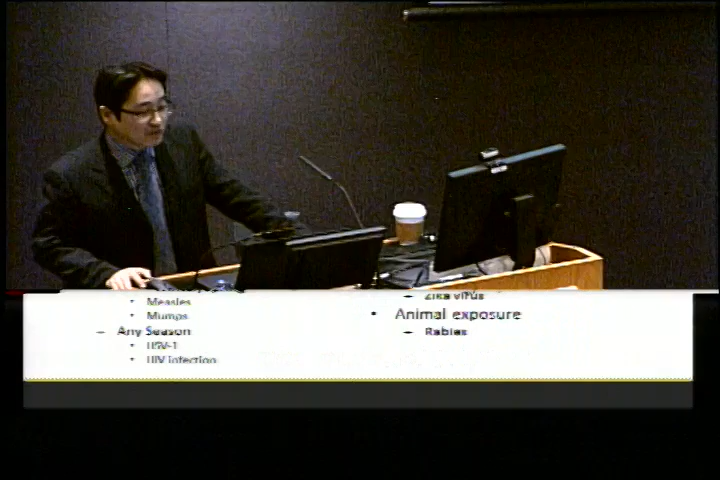 Measles
Mumps
– Any Season
HSV-1
HIV infection
– Zika virus
• Animal exposure
– Rabies